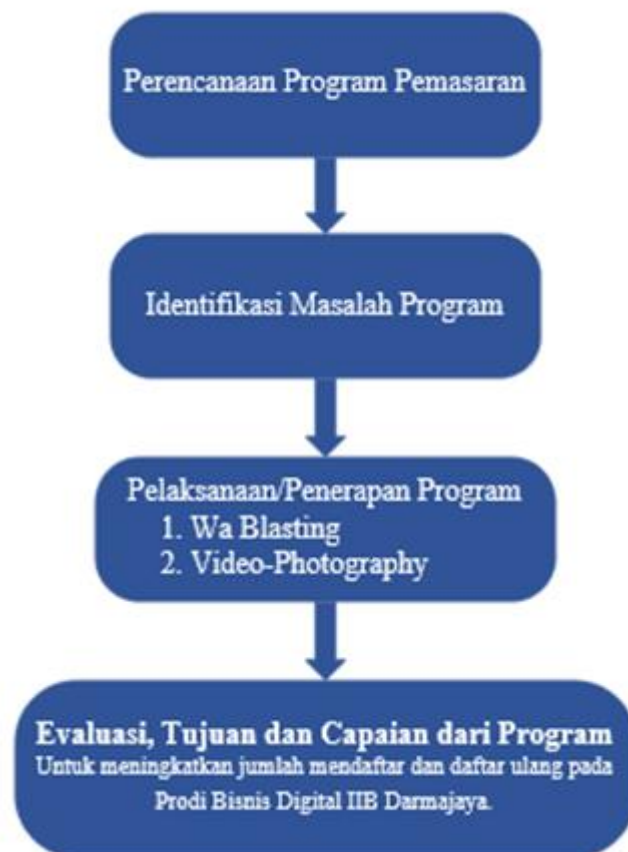 Perencanaan Program Pemasaran
Identifikasi Masalah Program
Pelaksanaan/Penerapan Program
1. Wa Blasting
2. Video-Photography
Evaluasi, Tujuan dan Capaian dari Program
Untuk meningkatkan jumlah mendaftar dan daftar ulang pada
Prodi Bisnis Digital IIB Darmajaya.